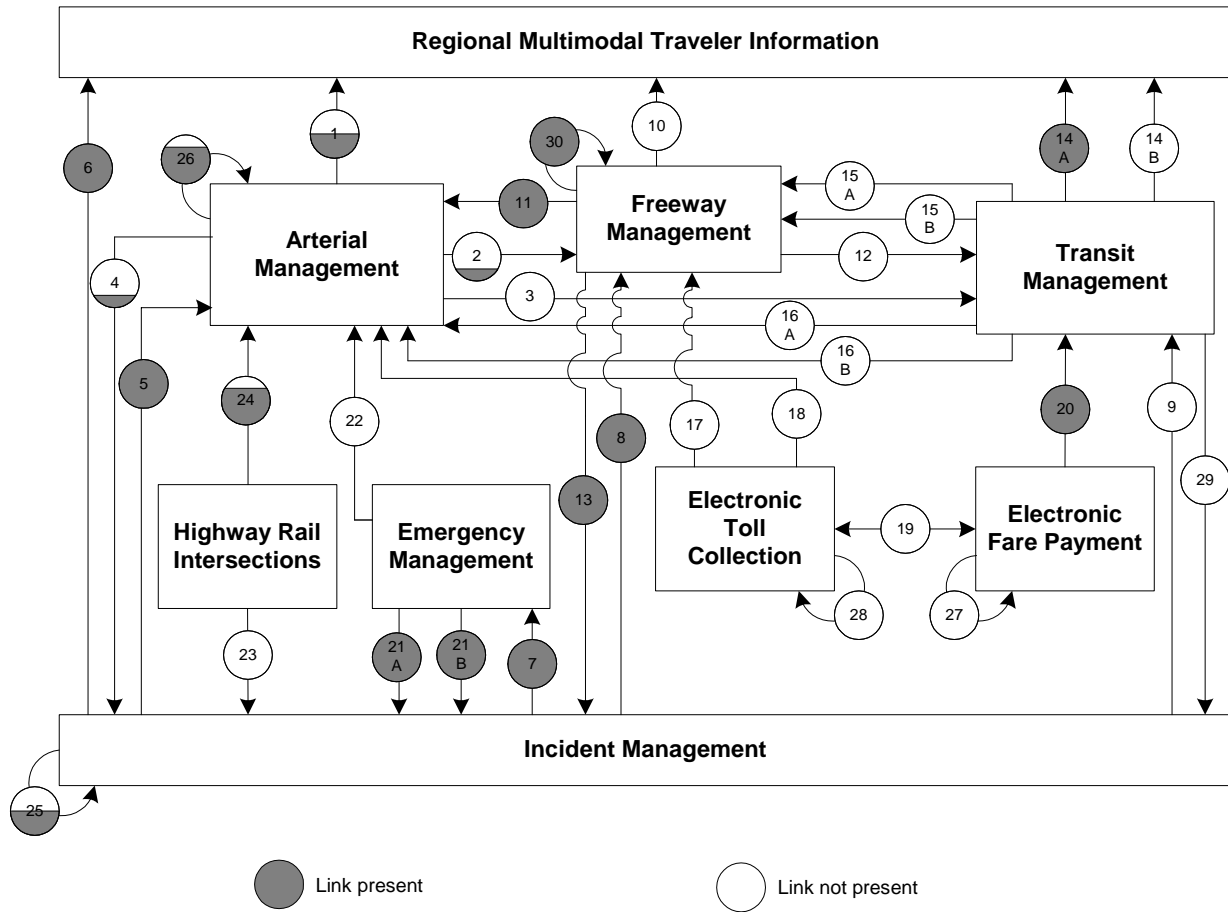 Regional Multimodal Traveler Information
1
10
14
A
14
B
6
26
30
15
A
11
15
B
Freeway
Management
Arterial
Management
Transit
Management
2
12
4
3
16
A
16
B
5
24
22
17
18
20
9
8
29
13
Highway Rail
Intersections
Emergency
Management
Electronic
Toll
Collection
19
Electronic
Fare Payment
28
27
23
21
A
21
B
7
Incident Management
25
Link present
Link not present